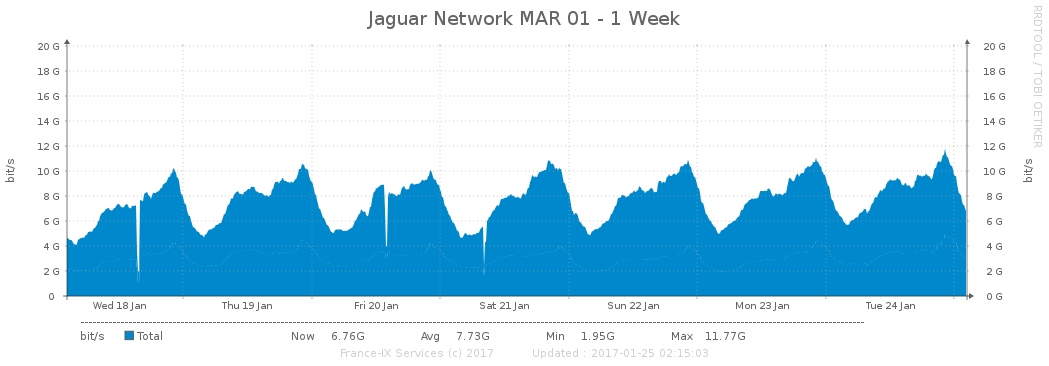 Jaguar Network MAR 01 - 1 Week
RRDTOOL / TOBI OETIKER
bit/s
20 G
18 G
16 G
14 G
12 G
10 G
8 G
6 G
4 G
2 G
0
20 G
18 G
16 G
14 G
12 G
10 G
8 G
6 G
4 G
2 G
0 G
bit/s
Wed 18 Jan Thu 19 Jan Fri 20 Jan Sat 21 Jan Sun 22 Jan Mon 23 Jan Tue 24 Jan
bit/s Total Now 6.76G Avg 7.73G Min 1.95G Max 11.77G
France-IX Services (c) 2017 Updated : 2017-01-25 02:15:03